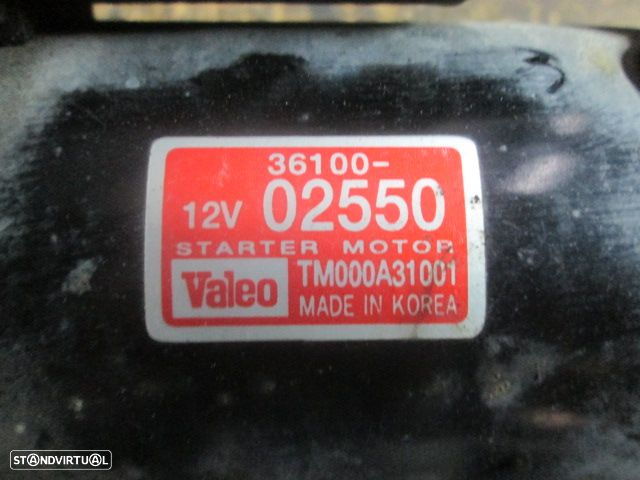 36100-
12V 02550
STARTER MOTOR
Valeo TM000A31001
MADE IN KOREA
STANDVIRTUAL